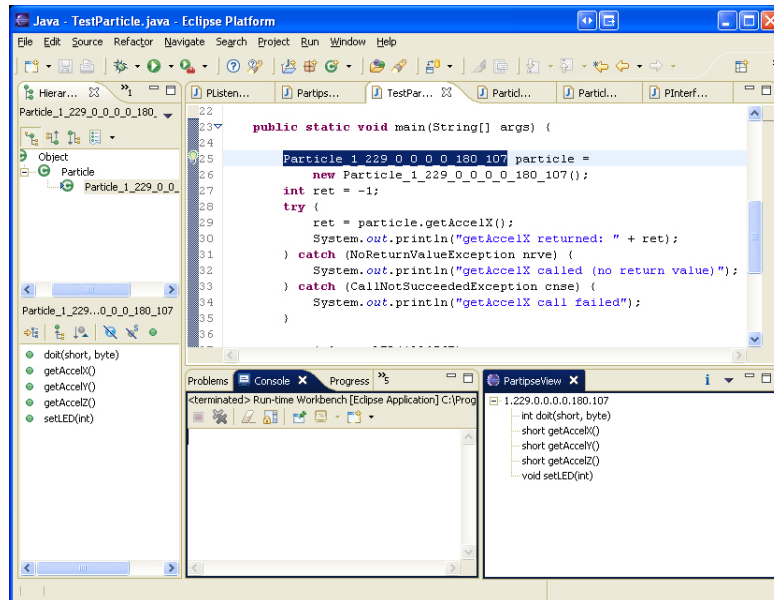 Java - TestParticle.java - Eclipse Platform
File Edit Source Refactor Navigate Search Project Run Window Help
Hierar... »1
Particle_1_229_0_0_0_0_180_
Object
Particle
Particle_1_229_0_0_
Particle_1_229...0_0_0_180_107
doit(short, byte)
getAccelX()
getAccelY()
getAccelZ()
setLED(int)
PListen... Partips... TestPar... Particl... Particl... PInterf...
22
23 public static void main(String[] args) {
24
25 Particle_1_229_0_0_0_0_180_107 particle =
26 new Particle_1_229_0_0_0_0_180_107();
27 int ret = -1;
28 try {
29 ret = particle.getAccelX();
30 System.out.println("getAccelX returned: " + ret);
31 } catch (NoReturnValueException nrve) {
32 System.out.println("getAccelX called (no return value)");
33 } catch (CallNotSucceededException cnse) {
34 System.out.println("getAccelX call failed");
35 }
36
Problems Console Progress »5
<terminated> Run-time Workbench [Eclipse Application] C:\Prog
PartipseView
1.229.0.0.0.0.180.107
int doit(short, byte)
short getAccelX()
short getAccelY()
short getAccelZ()
void setLED(int)